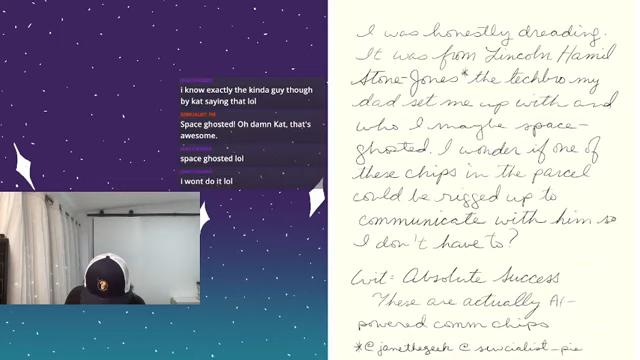 i know exactly the kinda guy though
by kat saying that lol
Space ghosted! Oh damn Kat, that's
awesome.
space ghosted lol
i wont do it lol
I was honestly dreading.
It was from Lincoln Hamil
Stone-Jones* the techbro my
dad set me up with and
who I maybe space-
ghosted. I wonder if one of
these chips in the parcel
could be rigged up to
communicate with him so
I don't have to?
Crit = Absolute Success
These are actually AI-
powered comm chips
*@janethegeek @